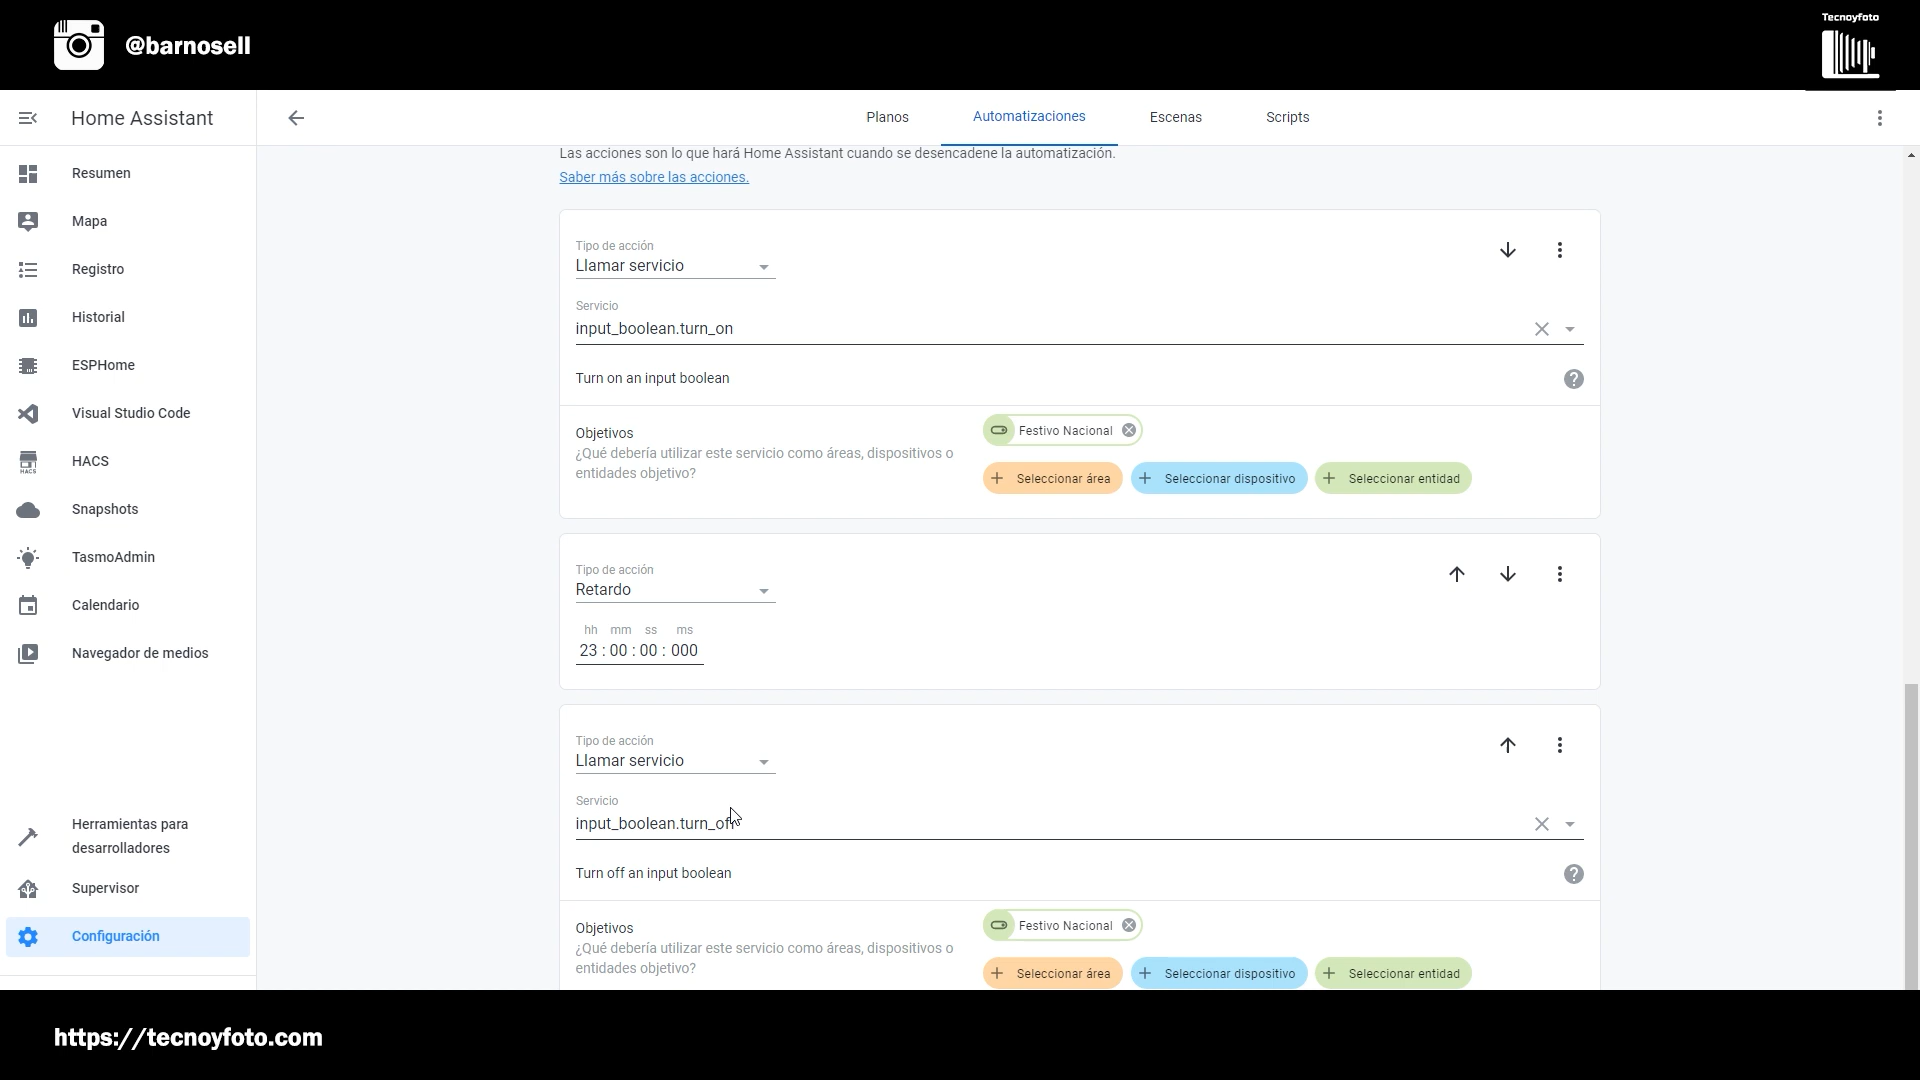 @barnosell
Tecnoyfoto
Home Assistant
Planos
Automatizaciones
Escenas
Scripts
Resumen
Mapa
Registro
Historial
ESPHome
Visual Studio Code
HACS
HACS
Snapshots
TasmoAdmin
Calendario
Navegador de medios
Herramientas para
desarrolladores
Supervisor
Configuración
Las acciones son lo que hará Home Assistant cuando se desencadene la automatización.
Saber más sobre las acciones.
Tipo de acción
Llamar servicio
Servicio
input_boolean.turn_on
Turn on an input boolean
Objetivos
¿Qué debería utilizar este servicio como áreas, dispositivos o
entidades objetivo?
Festivo Nacional
Seleccionar área
Seleccionar dispositivo
Seleccionar entidad
Tipo de acción
Retardo
hh mm ss ms
23 : 00 : 00 : 000
Tipo de acción
Llamar servicio
Servicio
input_boolean.turn_off
Turn off an input boolean
Objetivos
¿Qué debería utilizar este servicio como áreas, dispositivos o
entidades objetivo?
Festivo Nacional
Seleccionar área
Seleccionar dispositivo
Seleccionar entidad
https://tecnoyfoto.com